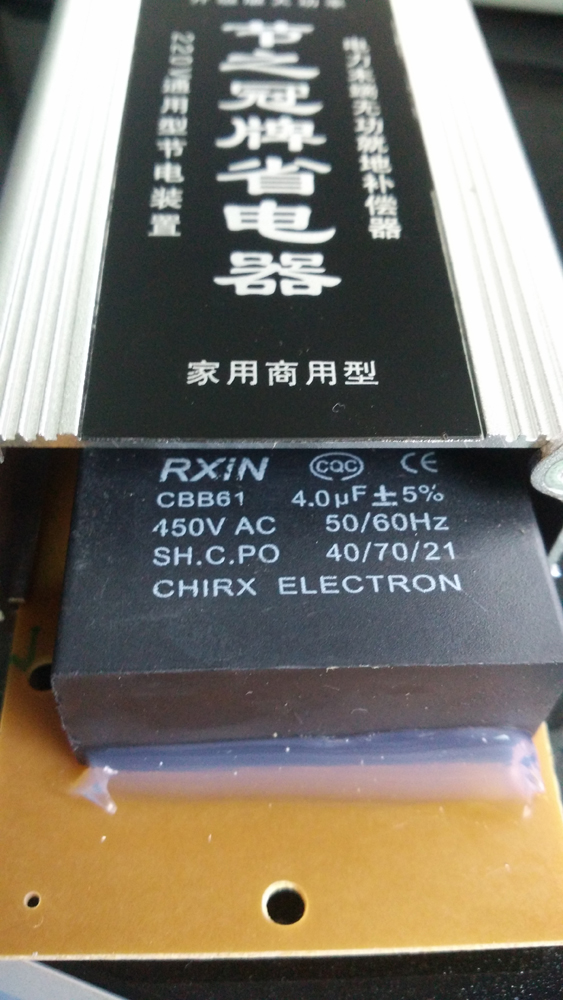 电力末端无功就地补偿器
节之冠牌省电器
220V通用型节电装置
家用商用型
RXiN CQC CE
CBB61 4.0μF±5%
450V AC 50/60Hz
SH.C.PO 40/70/21
CHIRX ELECTRON